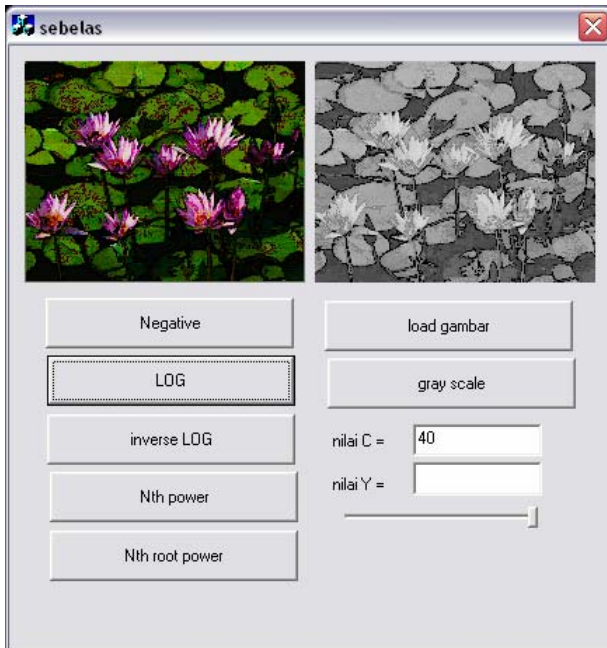 sebelas
Negative
load gambar
LOG
gray scale
inverse LOG
nilai C =
40
Nth power
nilai Y =
Nth root power